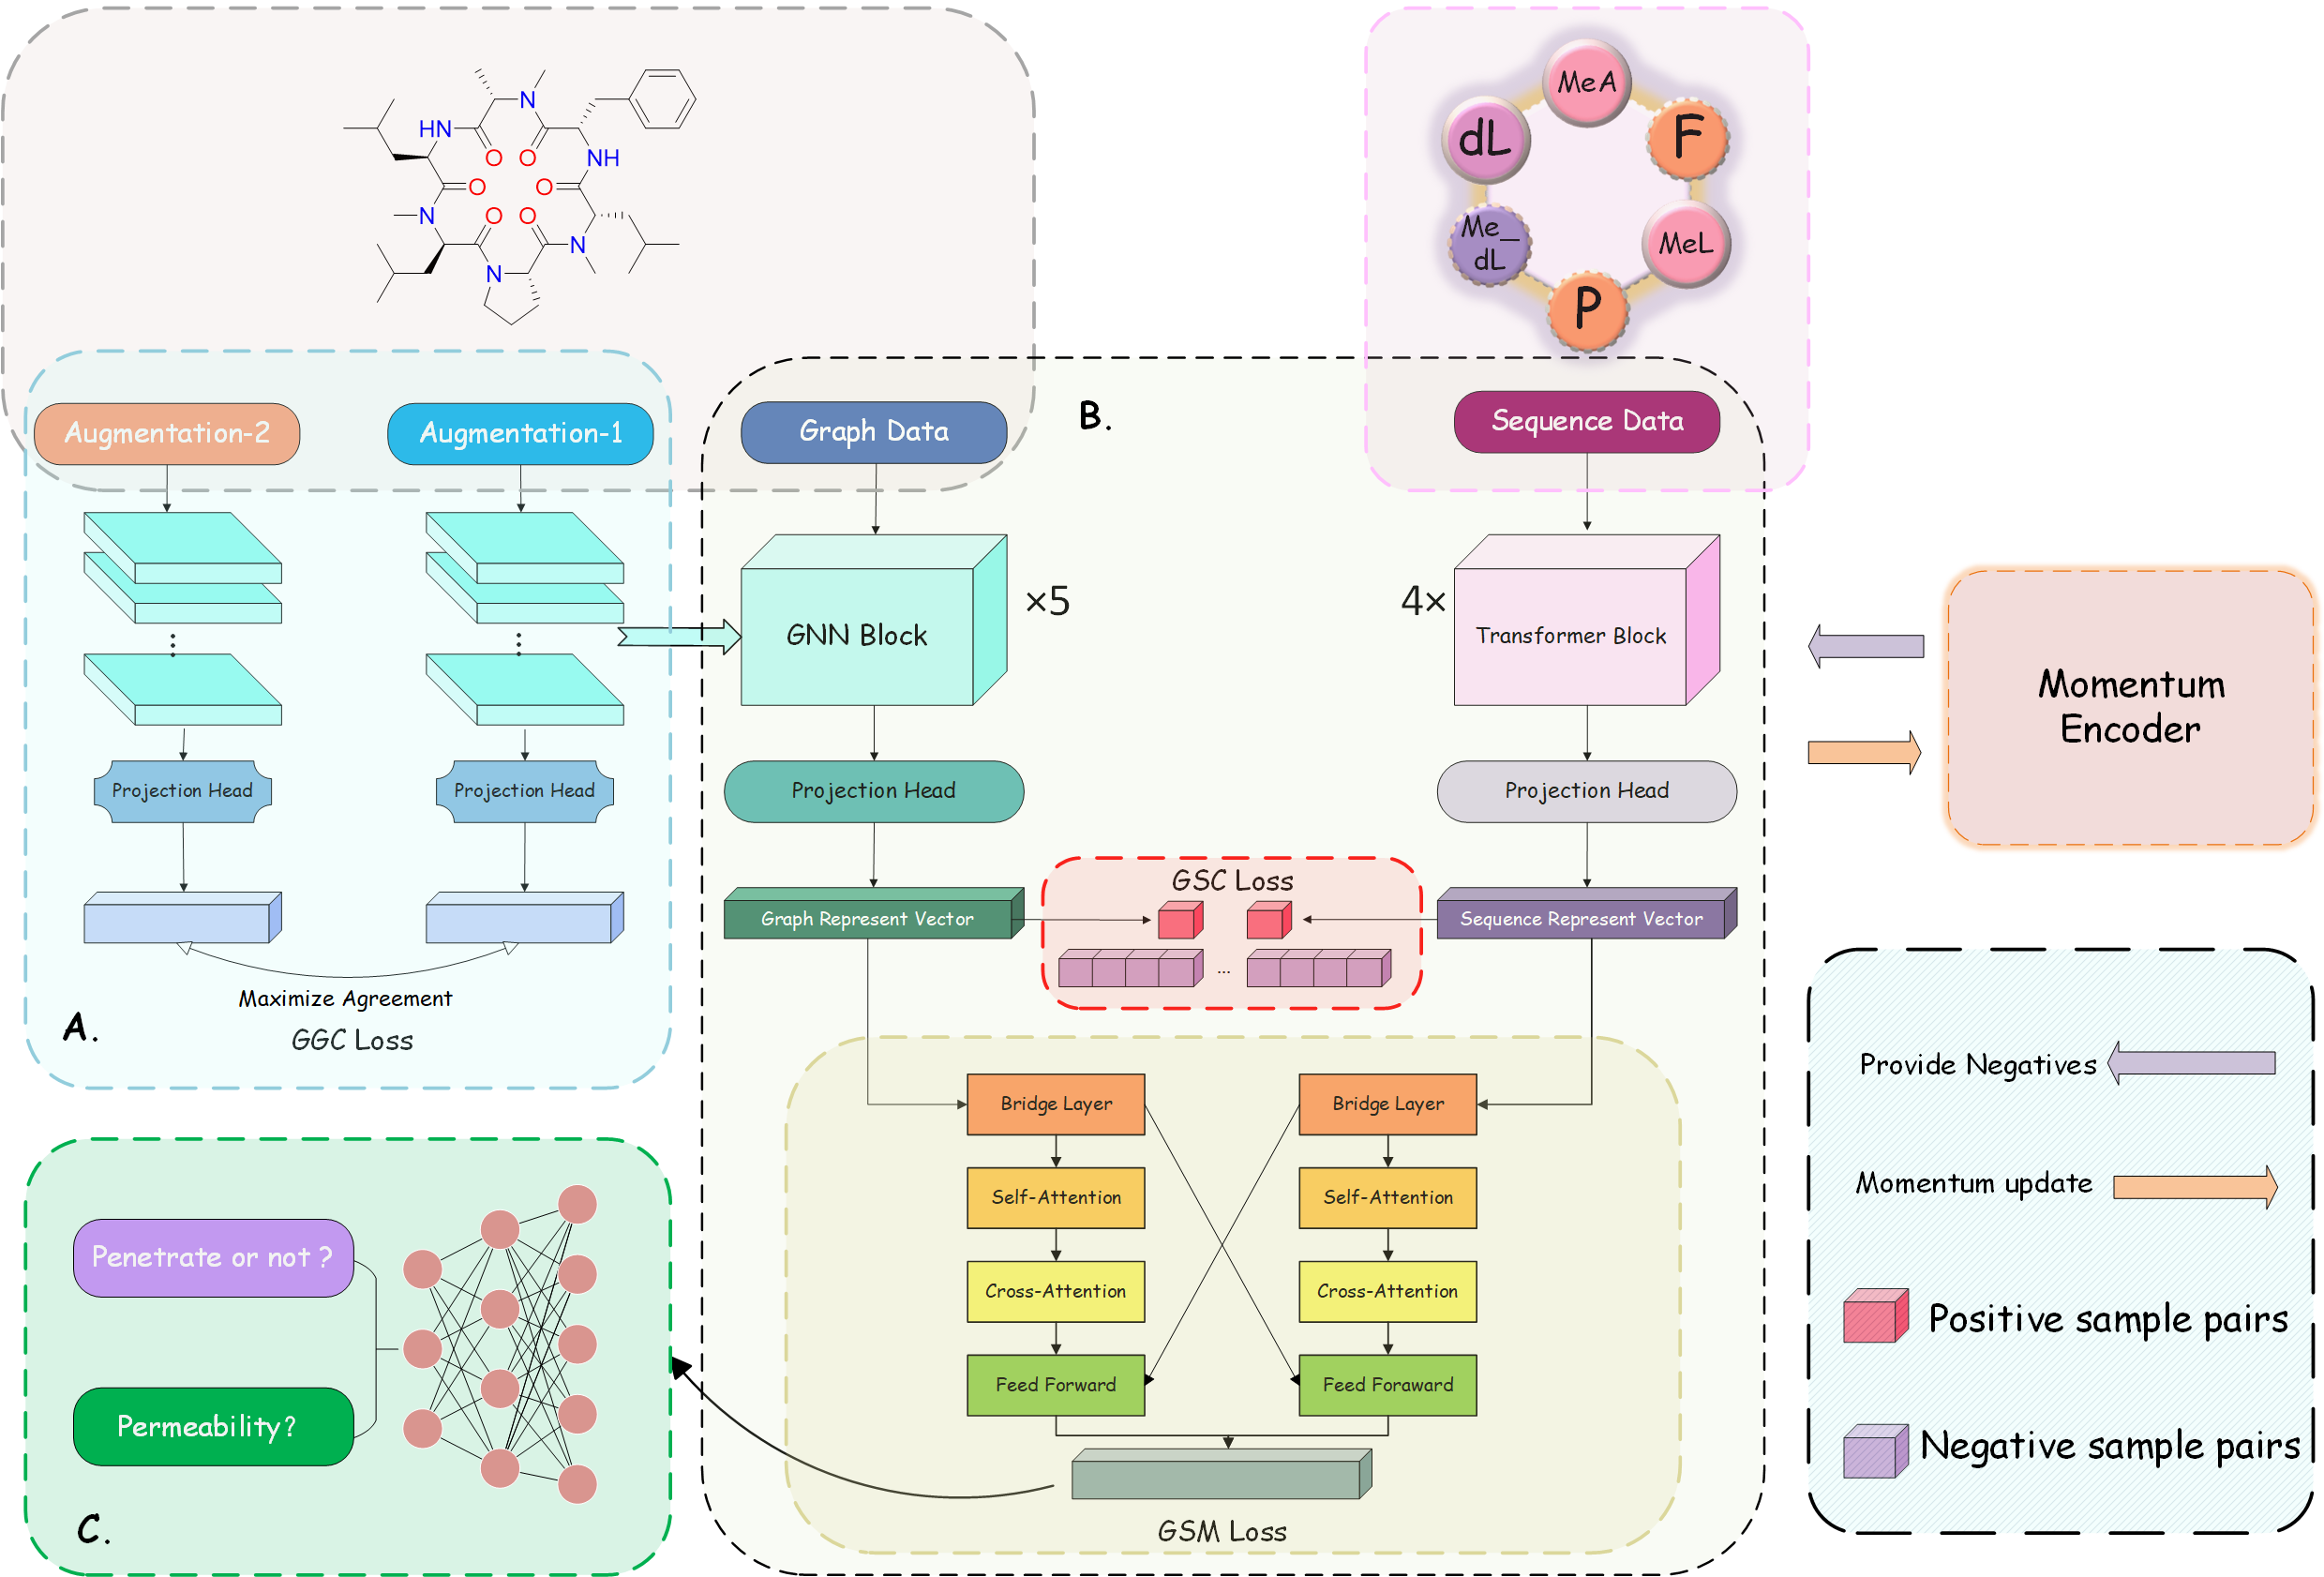 N
HN
O
O
NH
O
O
N
O
O
N
N
MeA
dL
F
Me_
dL
MeL
P
Augmentation-2
Augmentation-1
Graph Data
B.
Sequence Data
×5
4×
GNN Block
Transformer Block
Momentum
Encoder
Projection Head
Projection Head
Projection Head
Projection Head
GSC Loss
Graph Represent Vector
Sequence Represent Vector
...
Maximize Agreement
A.
GGC Loss
Provide Negatives
Bridge Layer
Bridge Layer
Momentum update
Self-Attention
Self-Attention
Penetrate or not ?
Cross-Attention
Cross-Attention
Positive sample pairs
Feed Forward
Feed Foraward
Permeability?
Negative sample pairs
C.
GSM Loss